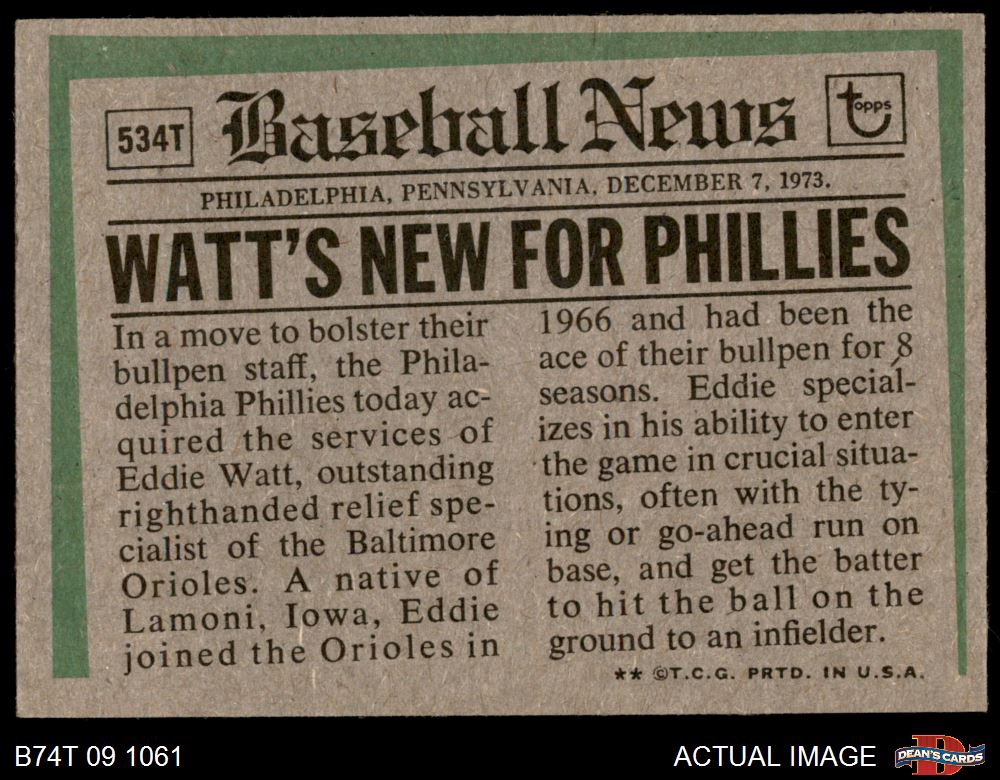 534T
Baseball News
topps
PHILADELPHIA, PENNSYLVANIA, DECEMBER 7, 1973.
WATT'S NEW FOR PHILLIES
In a move to bolster their
bullpen staff, the Phila-
delphia Phillies today ac-
quired the services of
Eddie Watt, outstanding
righthanded relief spe-
cialist of the Baltimore
Orioles. A native of
Lamoni, Iowa, Eddie
joined the Orioles in
1966 and had been the
ace of their bullpen for 8
seasons. Eddie special-
izes in his ability to enter
the game in crucial situa-
tions, often with the ty-
ing or go-ahead run on
base, and get the batter
to hit the ball on the
ground to an infielder.
** ©T.C.G. PRTD. IN U.S.A.
B74T 09 1061
ACTUAL IMAGE
D
DEAN'S CARDS